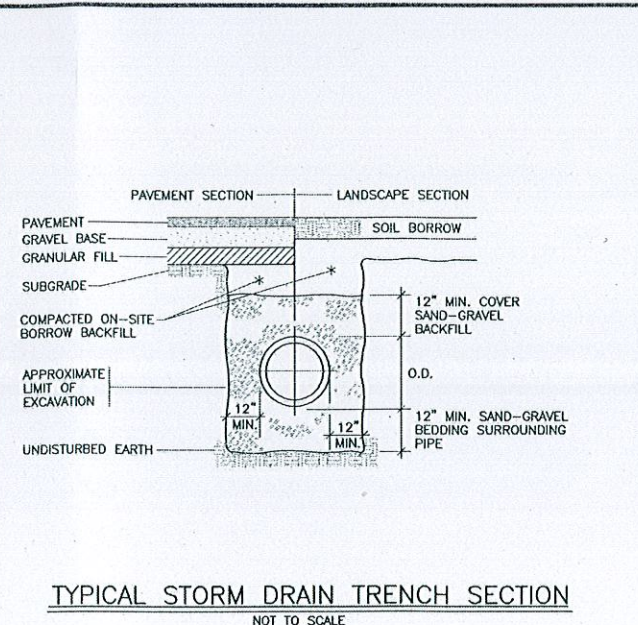 PAVEMENT SECTION
LANDSCAPE SECTION
PAVEMENT
SOIL BORROW
GRAVEL BASE
GRANULAR FILL
SUBGRADE
COMPACTED ON-SITE
BORROW BACKFILL
12" MIN. COVER
SAND-GRAVEL
BACKFILL
APPROXIMATE
LIMIT OF
EXCAVATION
O.D.
12"
MIN.
12"
MIN.
12" MIN. SAND-GRAVEL
BEDDING SURROUNDING
PIPE
UNDISTURBED EARTH
TYPICAL STORM DRAIN TRENCH SECTION
NOT TO SCALE